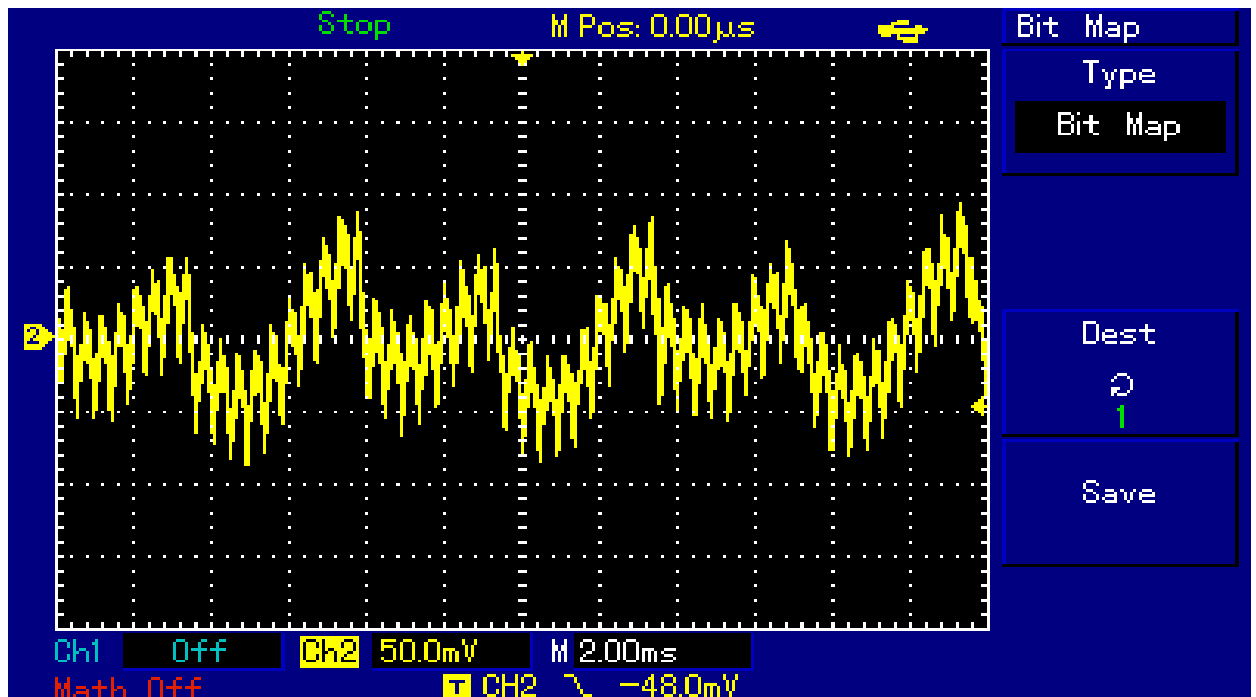 Stop M Pos: 0.00µs Bit Map
Type
Bit Map
2
Dest
1
Save
Ch1 Off Ch2 50.0mV M 2.00ms
Math Off T CH2 -48.0mV